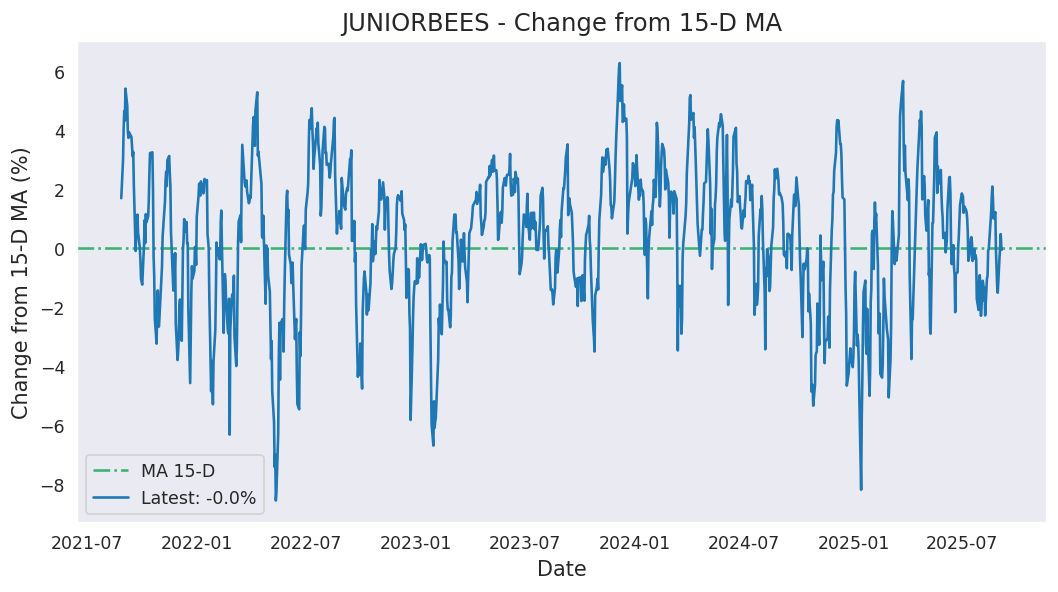 JUNIORBEES - Change from 15-D MA
Change from 15-D MA (%)
6
4
2
0
−2
−4
−6
−8
MA 15-D
Latest: -0.0%
2021-07 2022-01 2022-07 2023-01 2023-07 2024-01 2024-07 2025-01 2025-07
Date